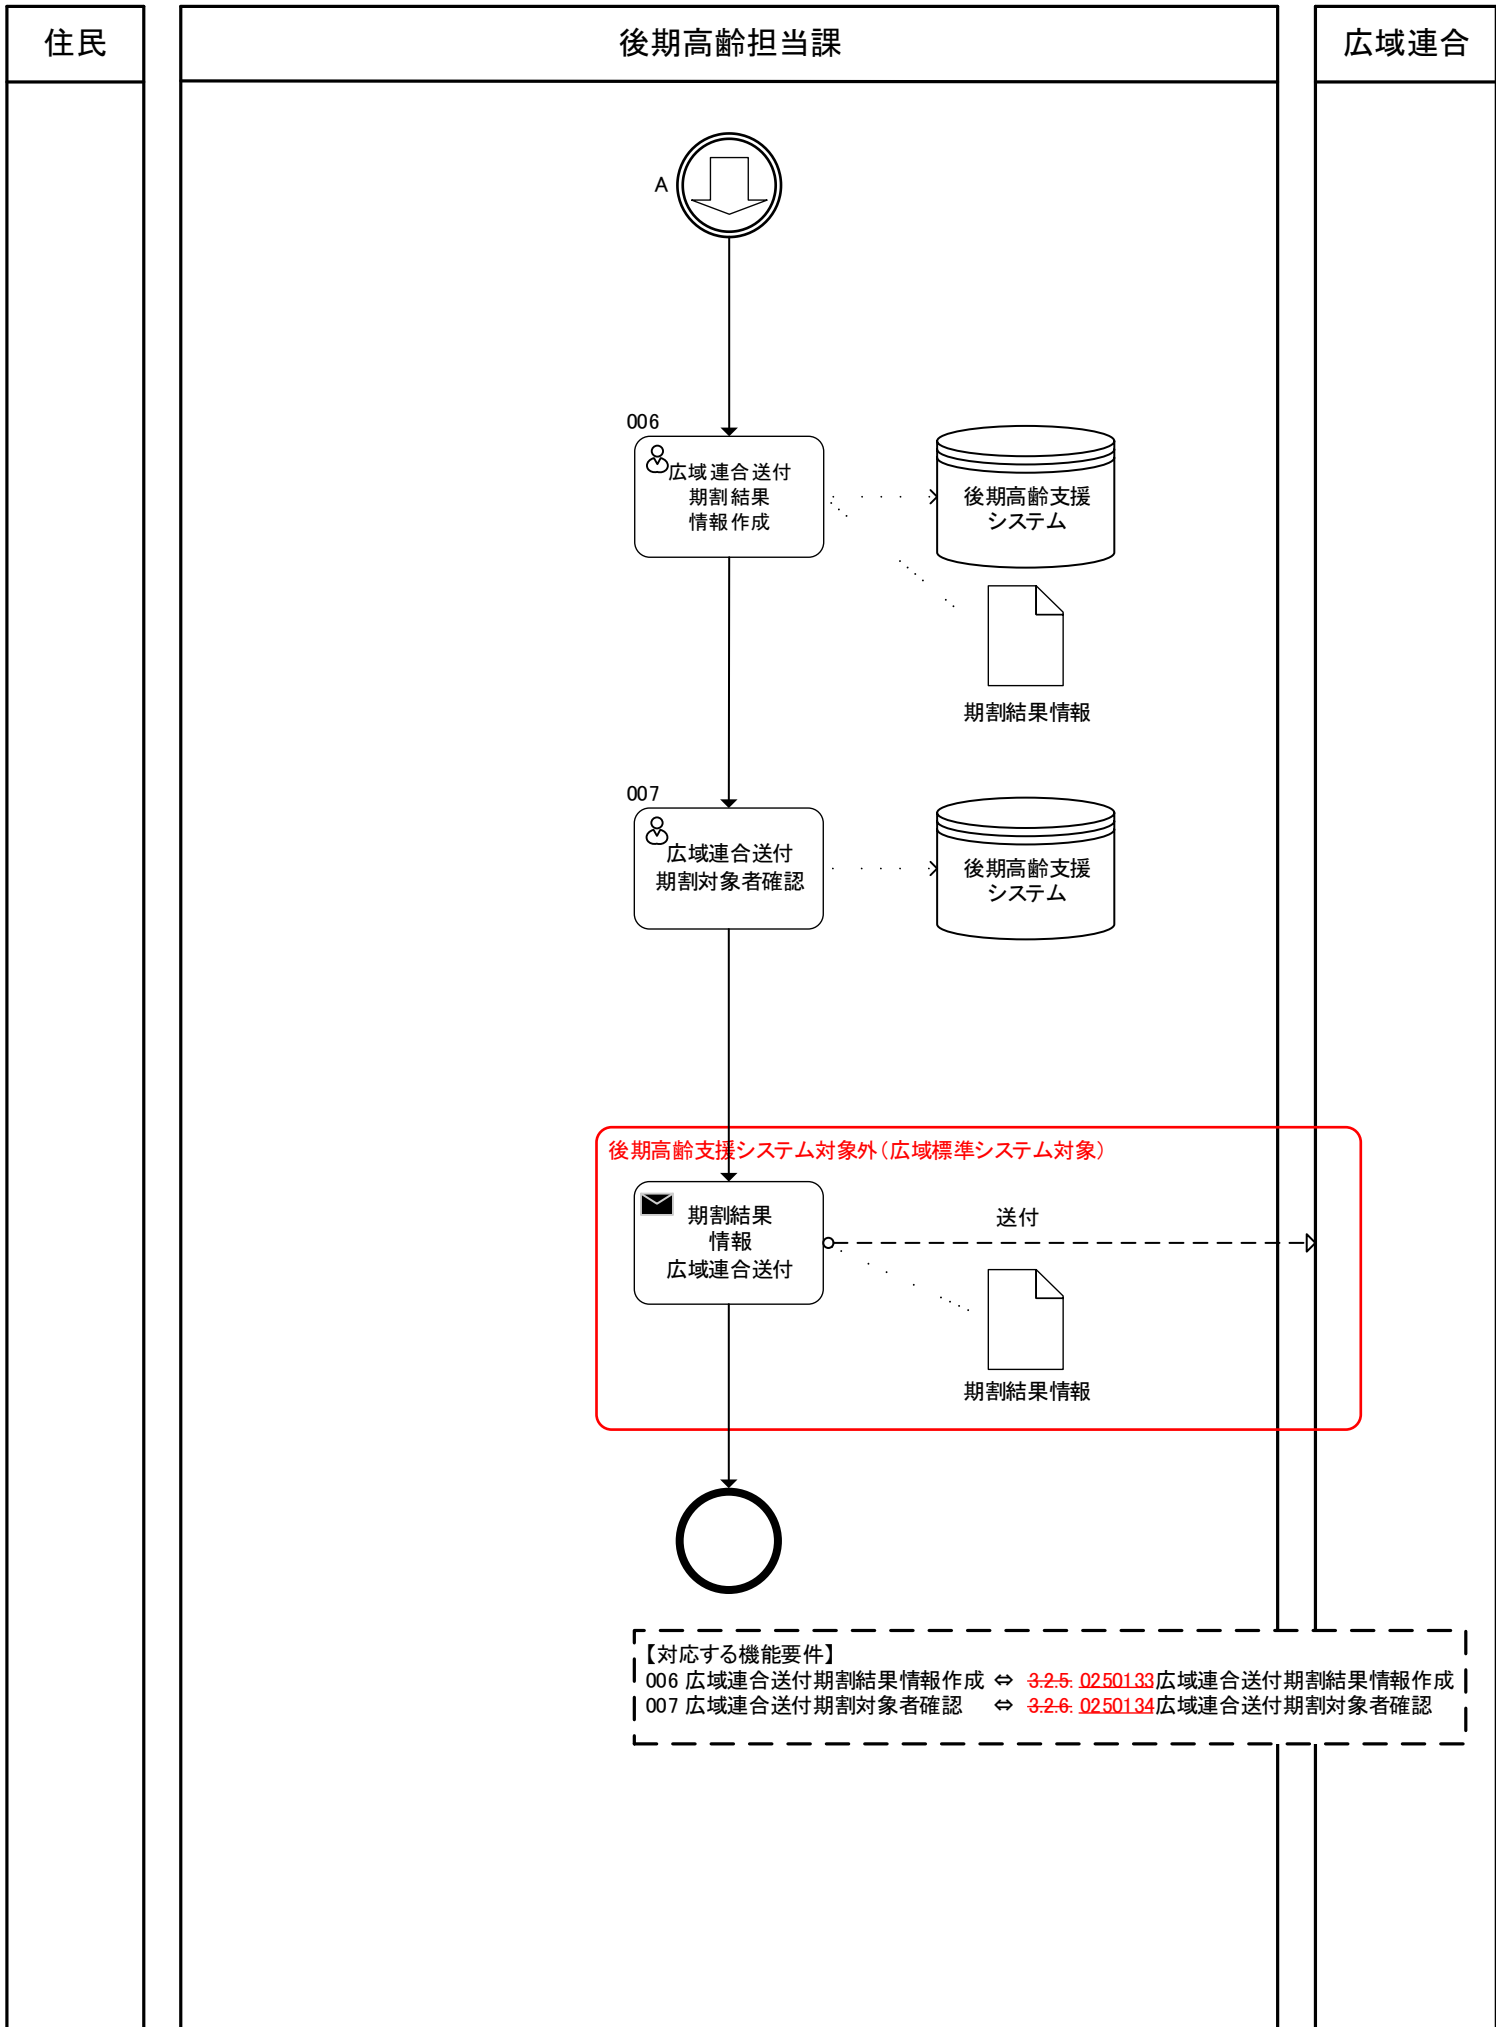 住民
後期高齢担当課
広域連合
A
006
広域連合送付
期割結果
情報作成
後期高齢支援
システム
期割結果情報
007
広域連合送付
期割対象者確認
後期高齢支援
システム
後期高齢支援システム対象外(広域標準システム対象)
期割結果
情報
広域連合送付
送付
期割結果情報
【対応する機能要件】
006 広域連合送付期割結果情報作成 ⇔ 3.2.5. 0250133広域連合送付期割結果情報作成
007 広域連合送付期割対象者確認 ⇔ 3.2.6. 0250134広域連合送付期割対象者確認